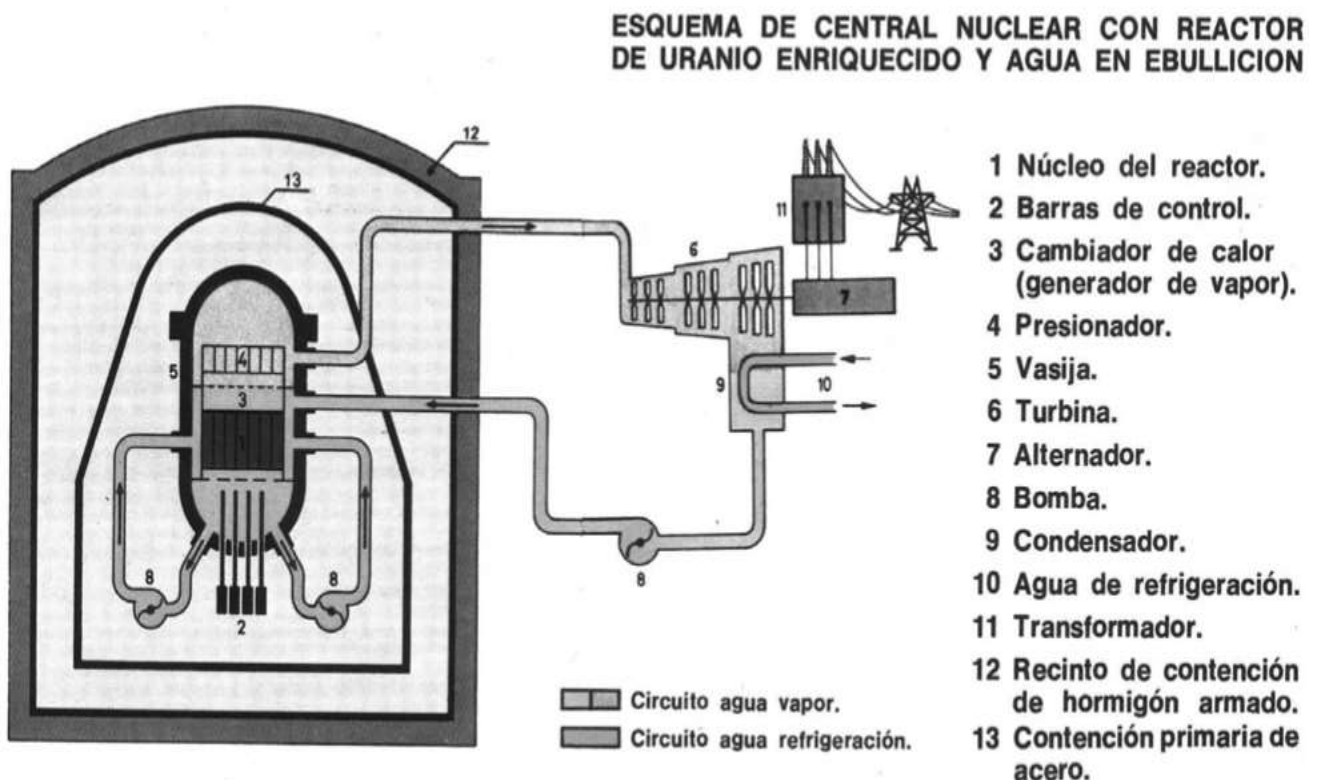 ESQUEMA DE CENTRAL NUCLEAR CON REACTOR
DE URANIO ENRIQUECIDO Y AGUA EN EBULLICION
12
13
11
6
7
4
5
3
9
10
1
8
8
8
2
1 Núcleo del reactor.
2 Barras de control.
3 Cambiador de calor
(generador de vapor).
4 Presionador.
5 Vasija.
6 Turbina.
7 Alternador.
8 Bomba.
9 Condensador.
10 Agua de refrigeración.
11 Transformador.
12 Recinto de contención
de hormigón armado.
13 Contención primaria de
acero.
Circuito agua vapor.
Circuito agua refrigeración.